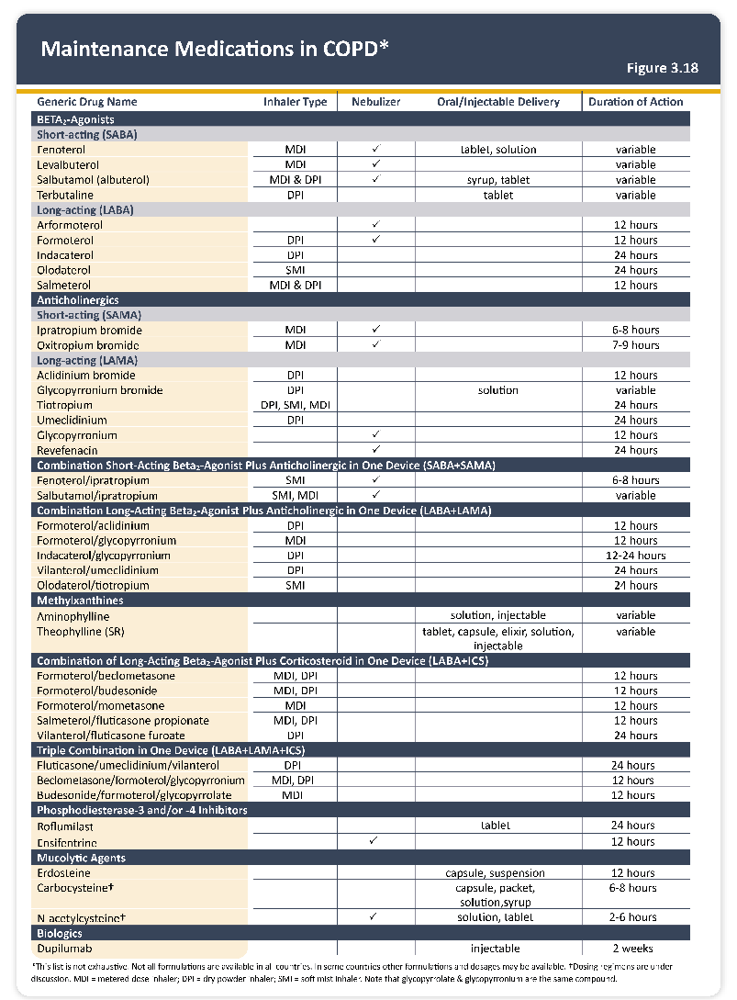 Maintenance Medications in COPD*
Figure 3.18
Generic Drug Name Inhaler Type Nebulizer Oral/Injectable Delivery Duration of Action
BETA₂-Agonists
Short-acting (SABA)
Fenoterol MDI ✓ tablet, solution variable
Levalbuterol MDI ✓ variable
Salbutamol (albuterol) MDI & DPI ✓ syrup, tablet variable
Terbutaline DPI tablet variable
Long-acting (LABA)
Arformoterol ✓ 12 hours
Formoterol DPI ✓ 12 hours
Indacaterol DPI 24 hours
Olodaterol SMI 24 hours
Salmeterol MDI & DPI 12 hours
Anticholinergics
Short-acting (SAMA)
Ipratropium bromide MDI ✓ 6-8 hours
Oxitropium bromide MDI ✓ 7-9 hours
Long-acting (LAMA)
Aclidinium bromide DPI 12 hours
Glycopyrronium bromide DPI solution variable
Tiotropium DPI, SMI, MDI 24 hours
Umeclidinium DPI 24 hours
Glycopyrronium ✓ 12 hours
Revefenacin ✓ 24 hours
Combination Short-Acting Beta₂-Agonist Plus Anticholinergic in One Device (SABA+SAMA)
Fenoterol/ipratropium SMI ✓ 6-8 hours
Salbutamol/ipratropium SMI, MDI ✓ variable
Combination Long-Acting Beta₂-Agonist Plus Anticholinergic in One Device (LABA+LAMA)
Formoterol/aclidinium DPI 12 hours
Formoterol/glycopyrronium MDI 12 hours
Indacaterol/glycopyrronium DPI 12-24 hours
Vilanterol/umeclidinium DPI 24 hours
Olodaterol/tiotropium SMI 24 hours
Methylxanthines
Aminophylline solution, injectable variable
Theophylline (SR) tablet, capsule, elixir, solution, variable
injectable
Combination of Long-Acting Beta₂-Agonist Plus Corticosteroid in One Device (LABA+ICS)
Formoterol/beclometasone MDI, DPI 12 hours
Formoterol/budesonide MDI, DPI 12 hours
Formoterol/mometasone MDI 12 hours
Salmeterol/fluticasone propionate MDI, DPI 12 hours
Vilanterol/fluticasone furoate DPI 24 hours
Triple Combination in One Device (LABA+LAMA+ICS)
Fluticasone/umeclidinium/vilanterol DPI 24 hours
Beclometasone/formoterol/glycopyrronium MDI, DPI 12 hours
Budesonide/formoterol/glycopyrrolate MDI 12 hours
Phosphodiesterase-3 and/or -4 Inhibitors
Roflumilast tablet 24 hours
Ensifentrine ✓ 12 hours
Mucolytic Agents
Erdosteine capsule, suspension 12 hours
Carbocysteine† capsule, packet, 6-8 hours
solution,syrup
N-acetylcysteine† ✓ solution, tablet 2-6 hours
Biologics
Dupilumab injectable 2 weeks
*This list is not exhaustive. Not all formulations are available in all countries. In some countries other formulations and dosages may be available. †Dosing regimens are under
discussion. MDI = metered dose inhaler; DPI = dry powder inhaler; SMI = soft mist inhaler. Note that glycopyrrolate & glycopyrronium are the same compound.